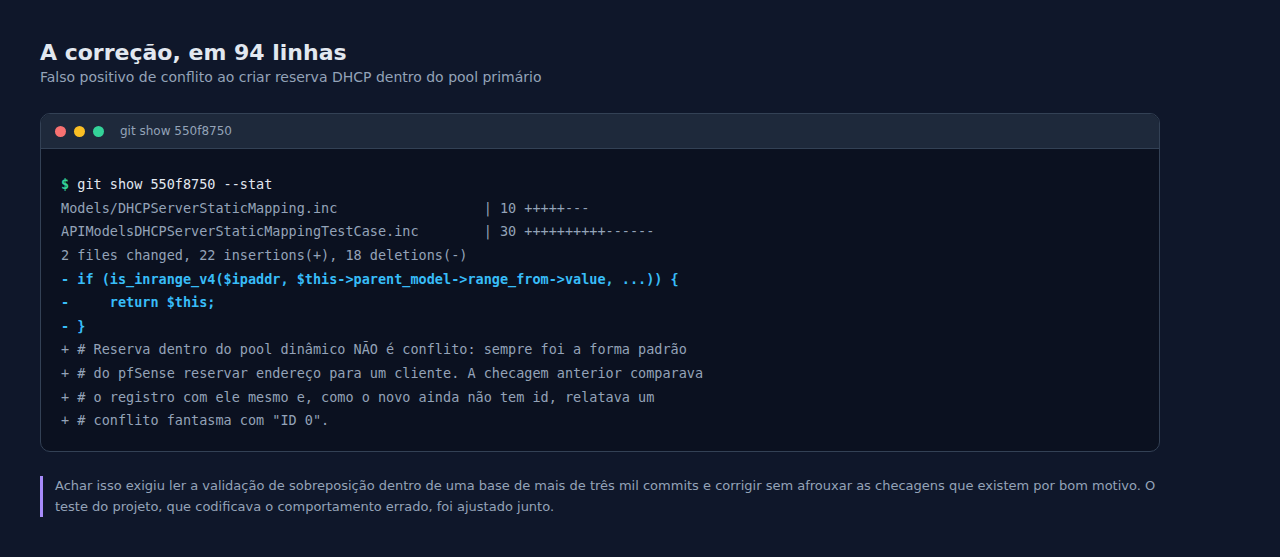 A correção, em 94 linhas
Falso positivo de conflito ao criar reserva DHCP dentro do pool primário
git show 550f8750
$ git show 550f8750 --stat
Models/DHCPServerStaticMapping.inc                  | 10 +++++---
APIModelsDHCPServerStaticMappingTestCase.inc        | 30 ++++++++++------
2 files changed, 22 insertions(+), 18 deletions(-)
- if (is_inrange_v4($ipaddr, $this->parent_model->range_from->value, ...)) {
-     return $this;
- }
+ # Reserva dentro do pool dinâmico NÃO é conflito: sempre foi a forma padrão
+ # do pfSense reservar endereço para um cliente. A checagem anterior comparava
+ # o registro com ele mesmo e, como o novo ainda não tem id, relatava um
+ # conflito fantasma com "ID 0".
Achar isso exigiu ler a validação de sobreposição dentro de uma base de mais de três mil commits e corrigir sem afrouxar as checagens que existem por bom motivo. O
teste do projeto, que codificava o comportamento errado, foi ajustado junto.